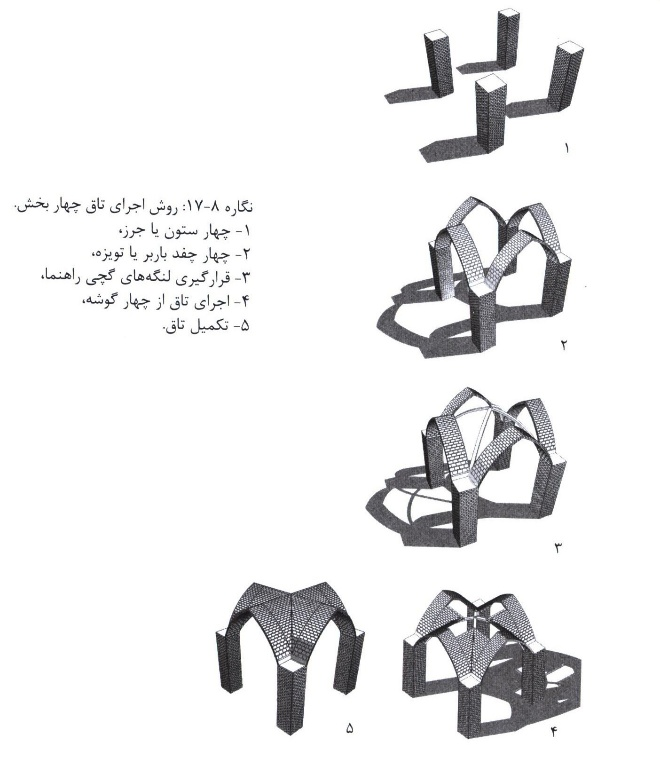 ۱
نگاره ۸-۱۷: روش اجرای تاق چهار بخش.
۱- چهار ستون یا جرز،
۲- چهار چفد باربر یا تویزه،
۳- قرارگیری لنگه‌های گچی راهنما،
۴- اجرای تاق از چهار گوشه،
۵- تکمیل تاق.
۲
۳
۴
۵